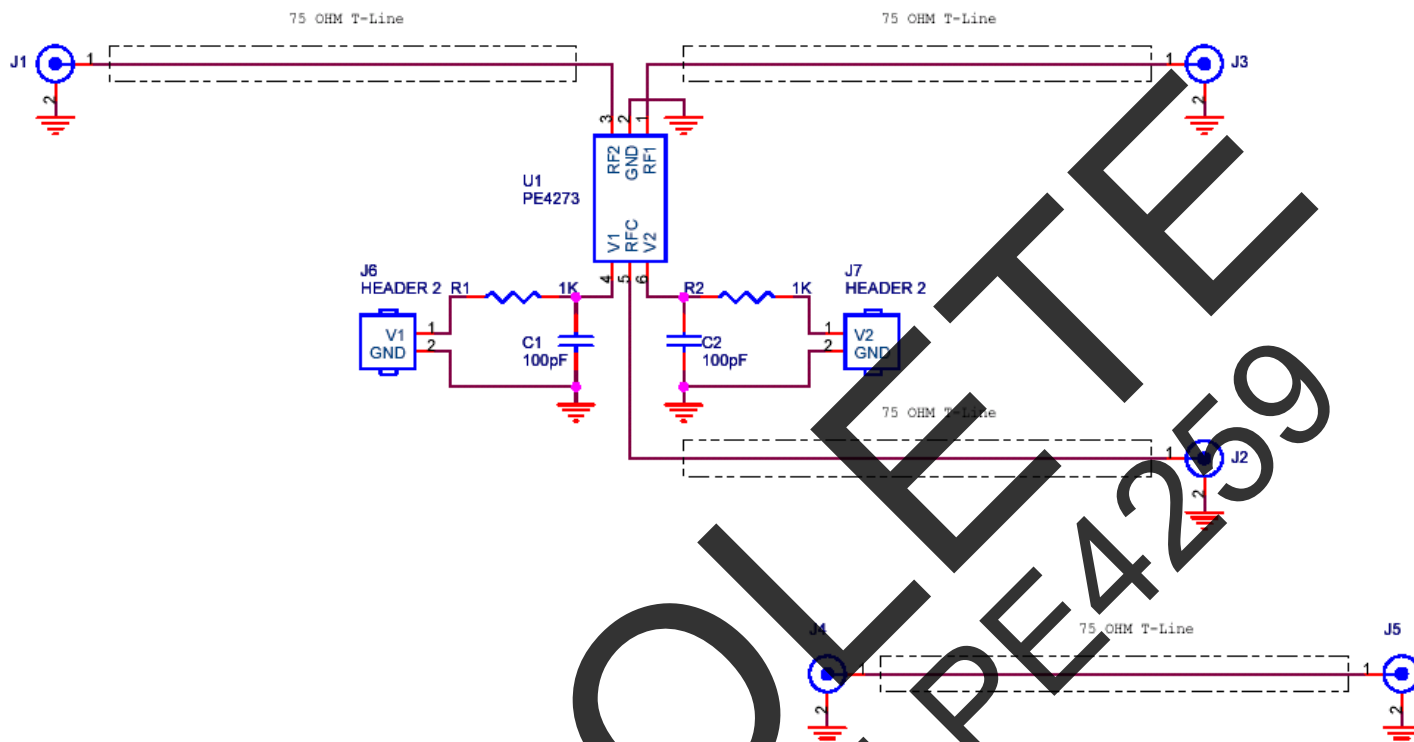 75 OHM T-Line
75 OHM T-Line
J1
1
2
1
J3
2
3
2
1
RF2
GND
RF1
U1
PE4273
V1
RFC
V2
4
5
6
J6
HEADER 2
R1
1K
R2
1K
J7
HEADER 2
V1
GND
1
2
C1
100pF
C2
100pF
1
2
V2
GND
75 OHM T-Line
1
J2
2
J4
75 OHM T-Line
J5
1
2
1
2
OLETE
PE4259